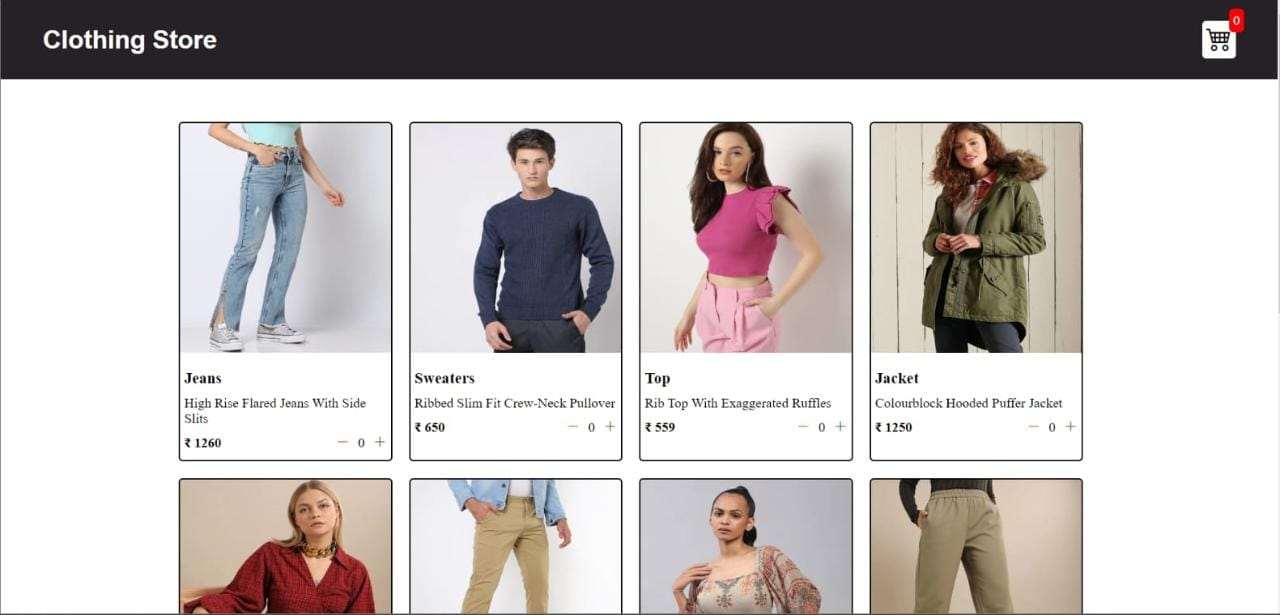 Clothing Store
0
Jeans
High Rise Flared Jeans With Side
Slits
₹ 1260
— 0 +
Sweaters
Ribbed Slim Fit Crew-Neck Pullover
₹ 650
— 0 +
Top
Rib Top With Exaggerated Ruffles
₹ 559
— 0 +
Jacket
Colourblock Hooded Puffer Jacket
₹ 1250
— 0 +